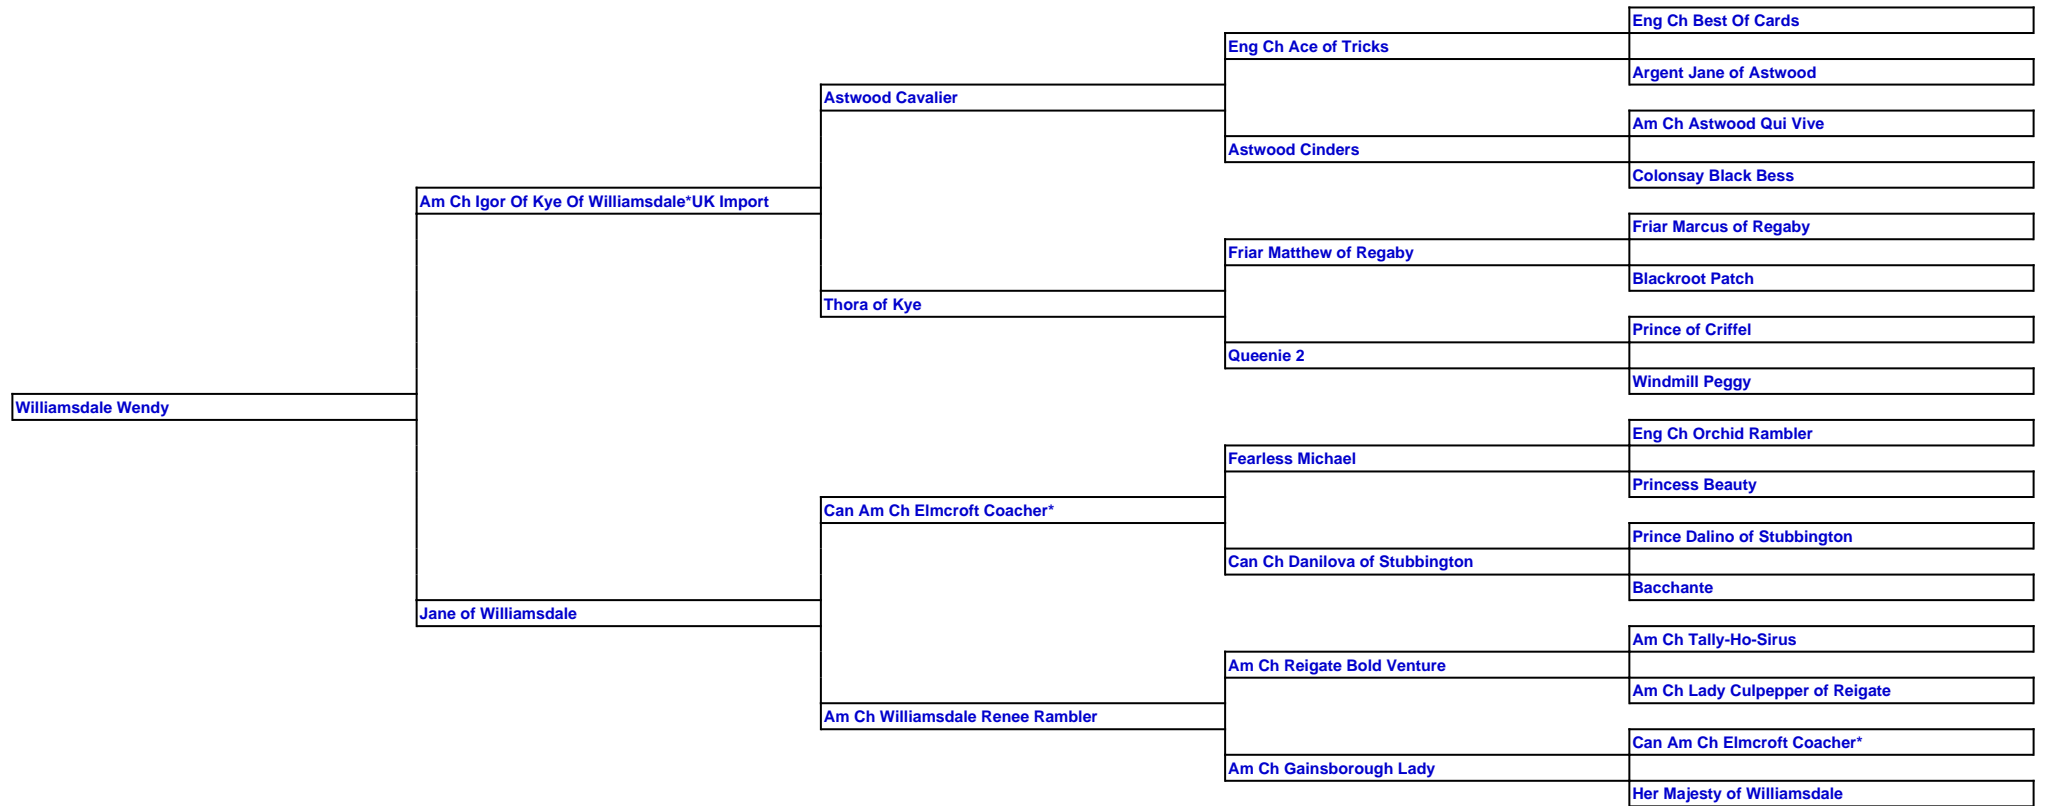 Eng Ch Best Of Cards
Eng Ch Ace of Tricks
Argent Jane of Astwood
Astwood Cavalier
Am Ch Astwood Qui Vive
Astwood Cinders
Colonsay Black Bess
Am Ch Igor Of Kye Of Williamsdale*UK Import
Friar Marcus of Regaby
Friar Matthew of Regaby
Blackroot Patch
Thora of Kye
Prince of Criffel
Queenie 2
Windmill Peggy
Williamsdale Wendy
Eng Ch Orchid Rambler
Fearless Michael
Princess Beauty
Can Am Ch Elmcroft Coacher*
Prince Dalino of Stubbington
Can Ch Danilova of Stubbington
Bacchante
Jane of Williamsdale
Am Ch Tally-Ho-Sirus
Am Ch Reigate Bold Venture
Am Ch Lady Culpepper of Reigate
Am Ch Williamsdale Renee Rambler
Can Am Ch Elmcroft Coacher*
Am Ch Gainsborough Lady
Her Majesty of Williamsdale